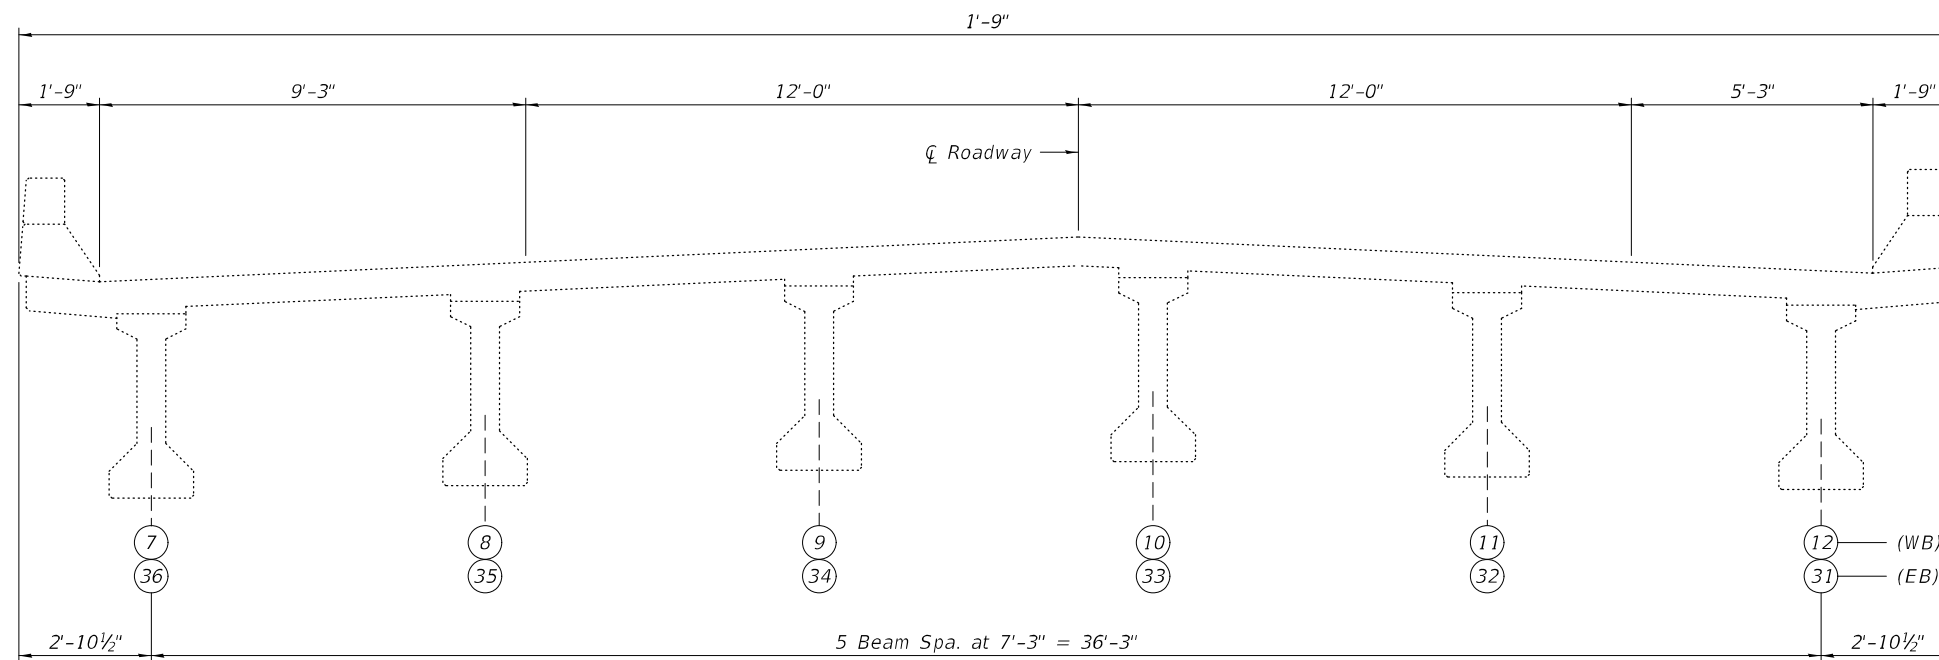 1'-9"
1'-9" 9'-3" 12'-0" 12'-0" 5'-3" 1'-9"
℄ Roadway
7 8 9 10 11 12 (WB)
36 35 34 33 32 31 (EB)
2'-10½" 5 Beam Spa. at 7'-3" = 36'-3" 2'-10½"